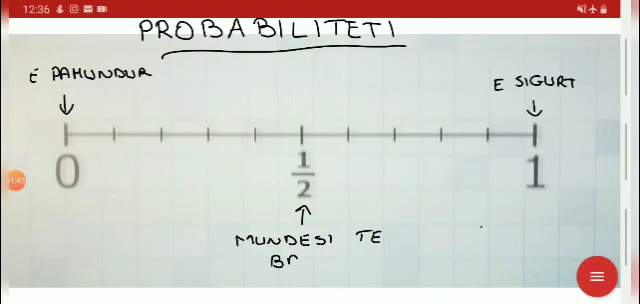 12:36
PROBABILITETI
E PAMUNDUR
E SIGURT
0
1/2
1
1:43
MUNDESI TE